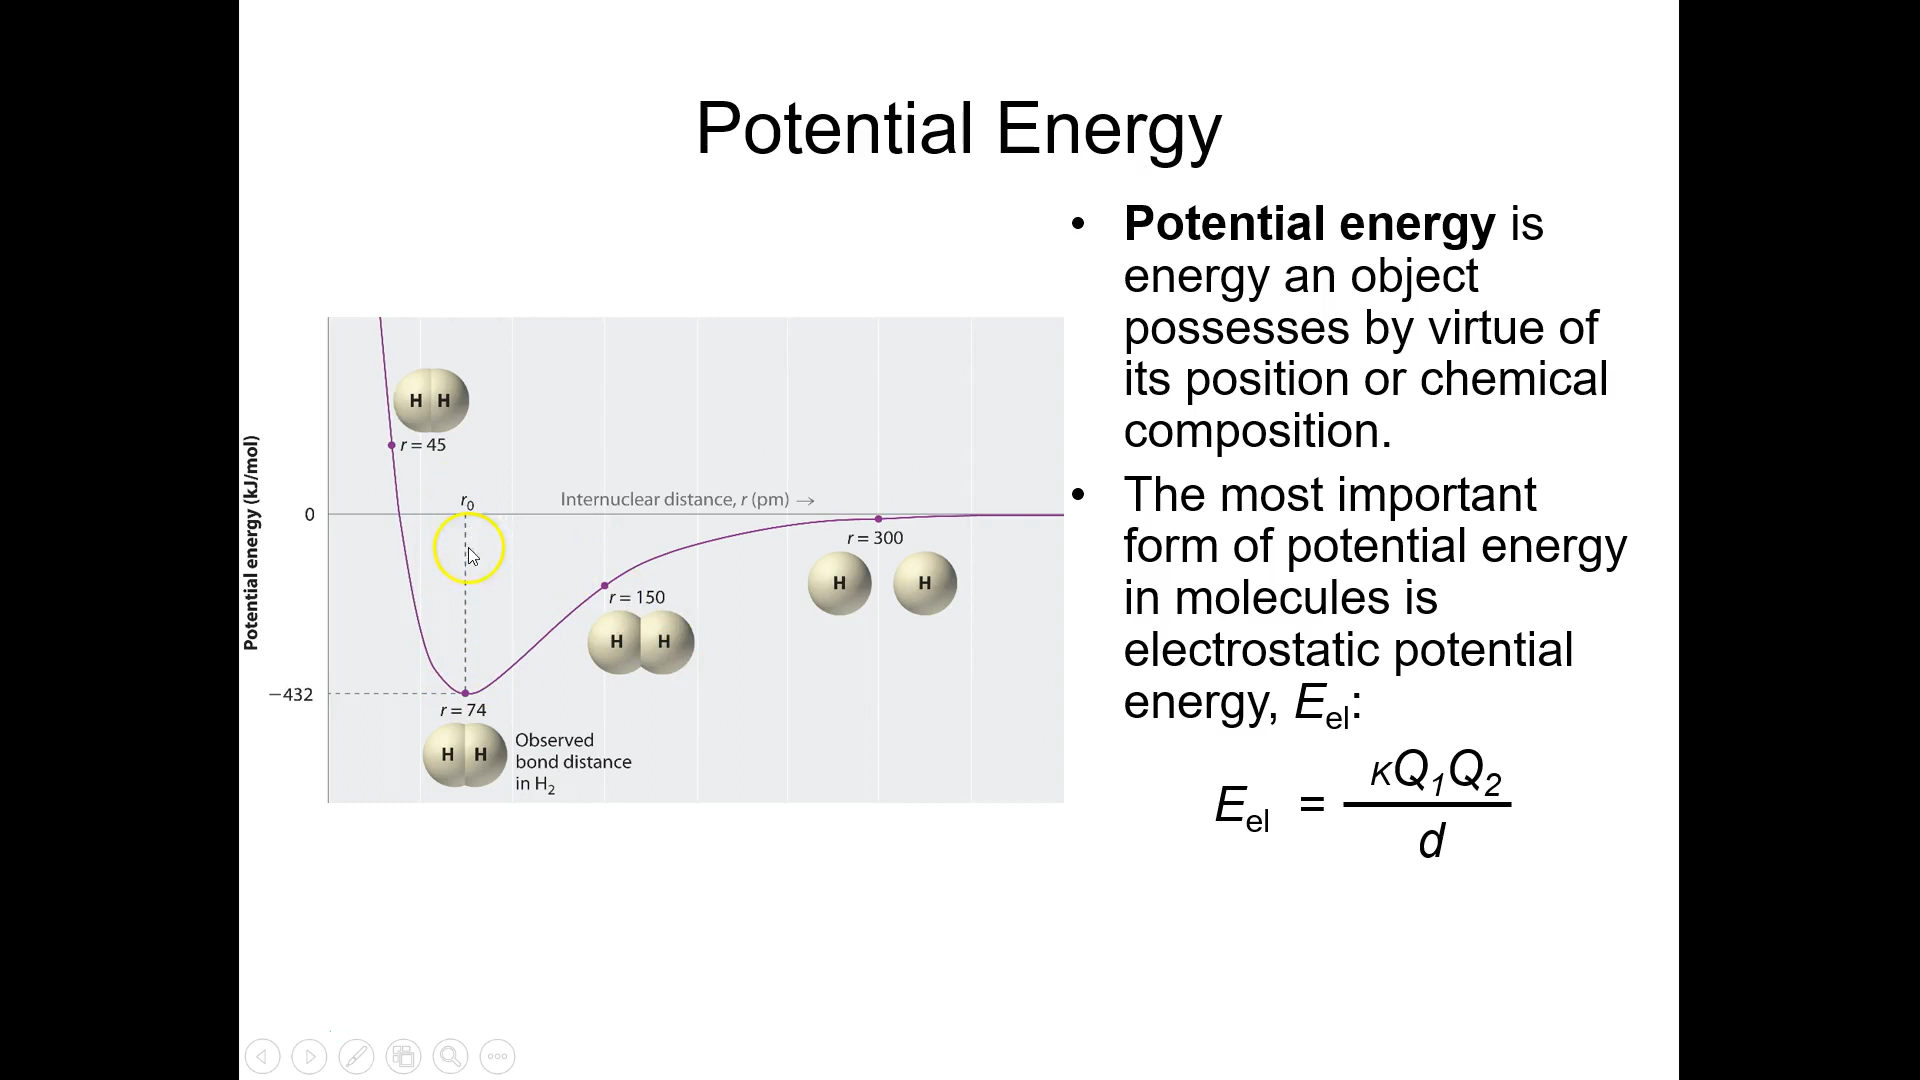 Potential Energy
• Potential energy is
energy an object
possesses by virtue of
its position or chemical
composition.
• The most important
form of potential energy
in molecules is
electrostatic potential
energy, Eel:
Eel = κQ1Q2
d
Potential energy (kJ/mol)
H H
r = 45
r0
Internuclear distance, r (pm) →
0
r = 300
H H
r = 150
H H
−432
r = 74
H H
Observed
bond distance
in H2